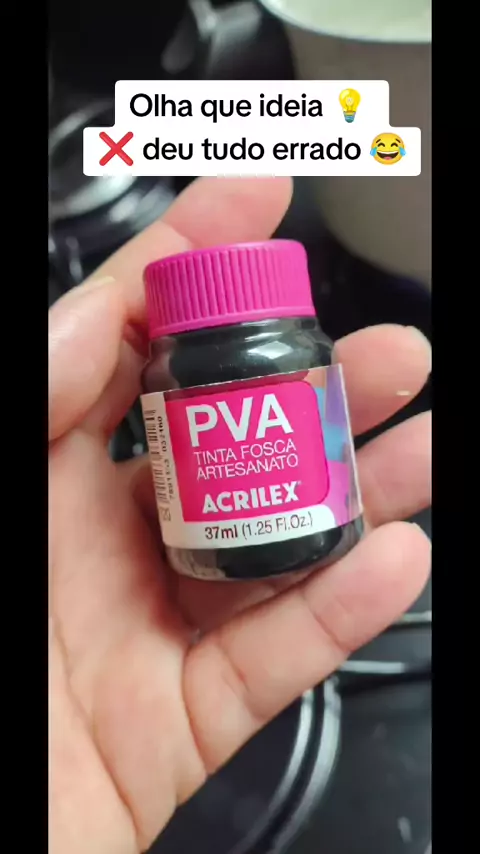 Olha que ideia 💡
❌ deu tudo errado 😂
PVA
TINTA FOSCA
ARTESANATO
ACRILEX®
37ml (1.25 Fl.Oz.)